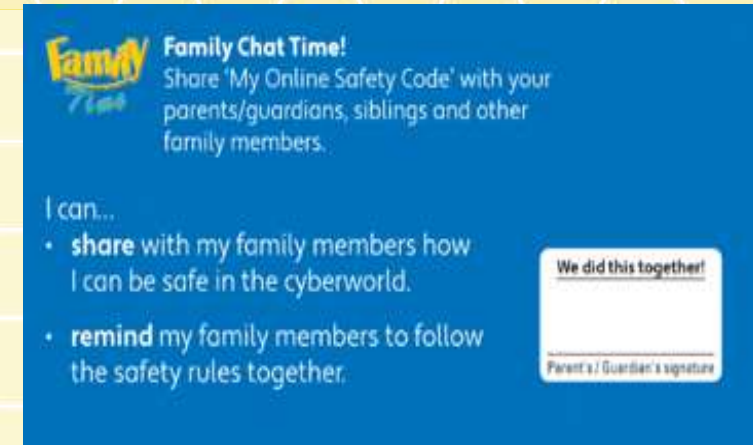 Family
Time
Family Chat Time!
Share 'My Online Safety Code' with your
parents/guardians, siblings and other
family members.
I can...
• share with my family members how
I can be safe in the cyberworld.
• remind my family members to follow
the safety rules together.
We did this together!
Parent's / Guardian's signature